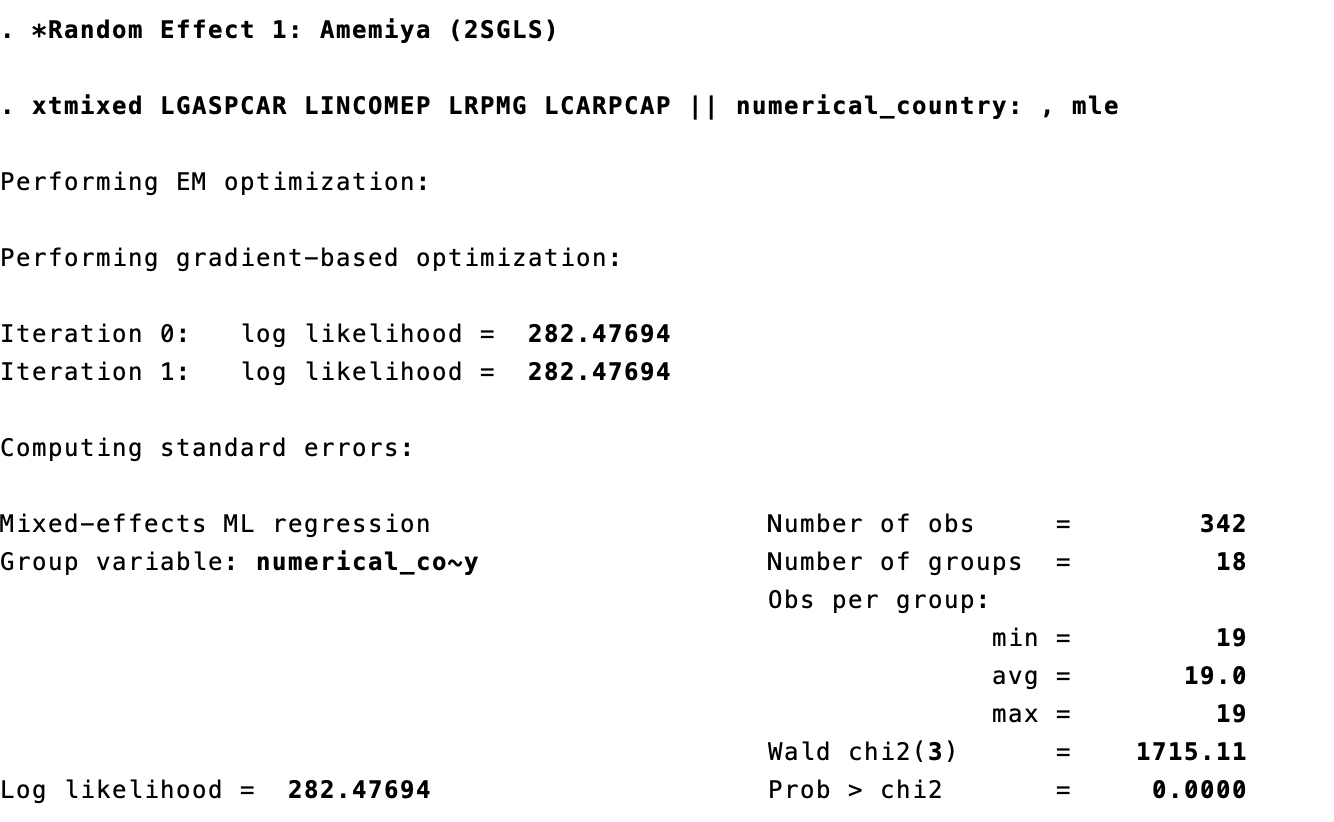 . *Random Effect 1: Amemiya (2SGLS)
. xtmixed LGASPCAR LINCOMEP LRPMG LCARPCAP || numerical_country: , mle
Performing EM optimization:
Performing gradient-based optimization:
Iteration 0:   log likelihood =  282.47694
Iteration 1:   log likelihood =  282.47694
Computing standard errors:
Mixed-effects ML regression                     Number of obs     =        342
Group variable: numerical_co~y                  Number of groups  =         18
                                                Obs per group:
                                                              min =         19
                                                              avg =       19.0
                                                              max =         19
                                                Wald chi2(3)      =    1715.11
Log likelihood =  282.47694                     Prob > chi2       =     0.0000